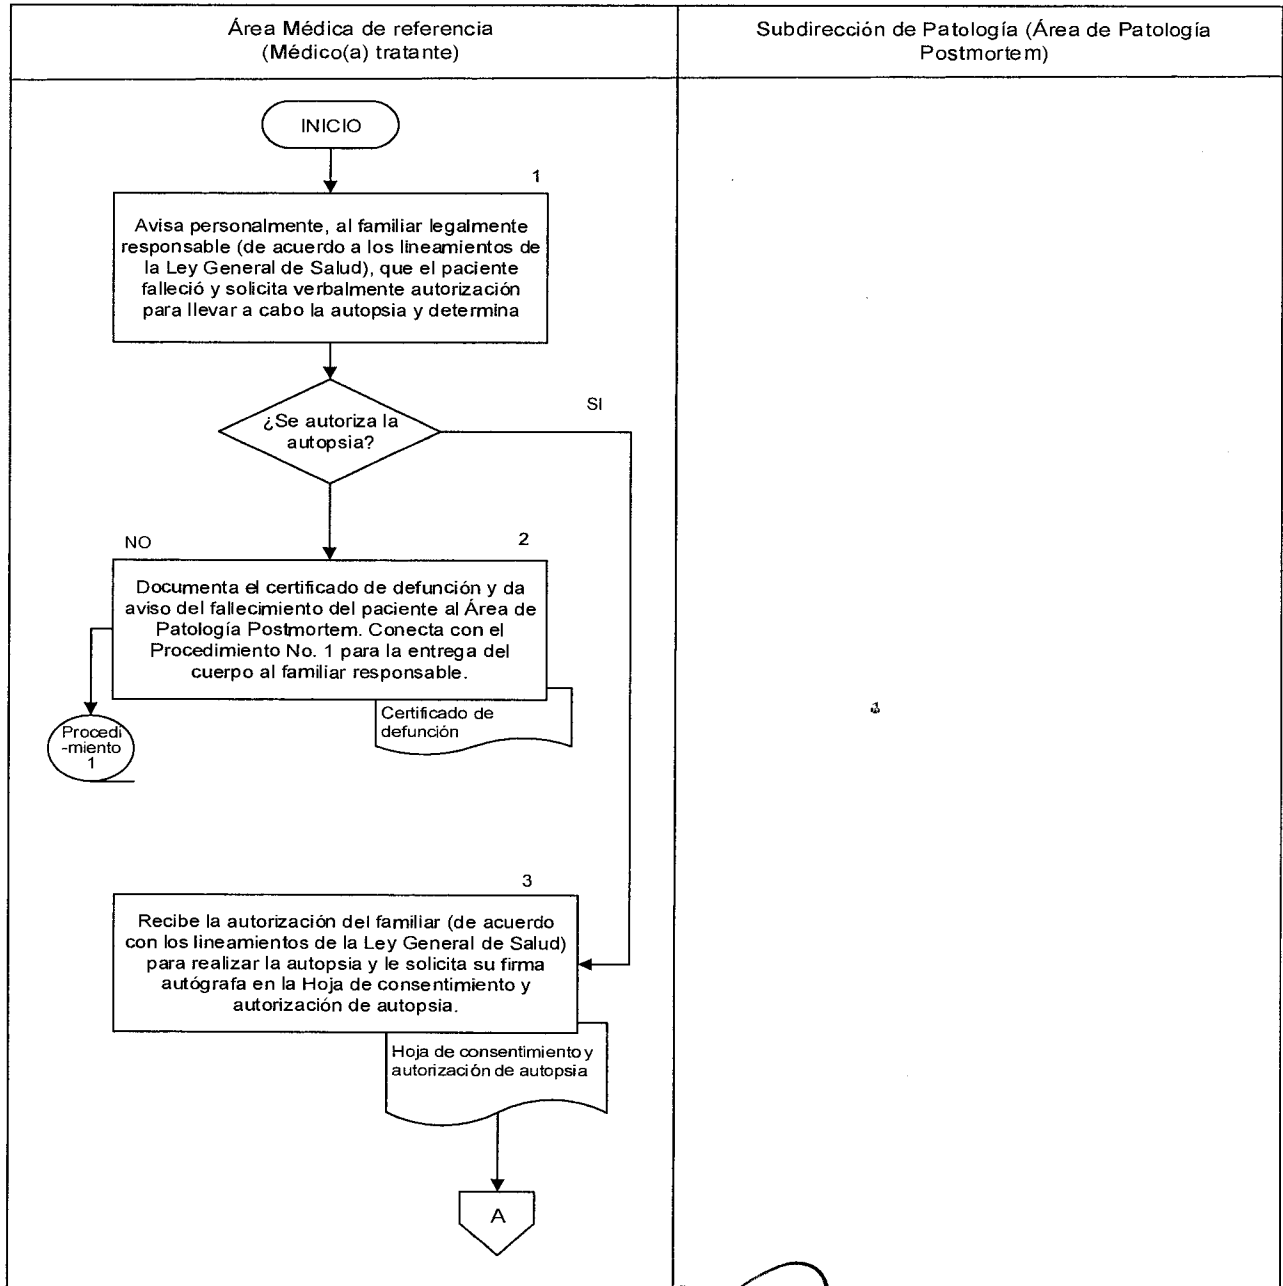 Área Médica de referencia
(Médico(a) tratante)
Subdirección de Patología (Área de Patología
Postmortem)
INICIO
1
Avisa personalmente, al familiar legalmente
responsable (de acuerdo a los lineamientos de
la Ley General de Salud), que el paciente
falleció y solicita verbalmente autorización
para llevar a cabo la autopsia y determina
¿Se autoriza la
autopsia?
SI
NO
2
Documenta el certificado de defunción y da
aviso del fallecimiento del paciente al Área de
Patología Postmortem. Conecta con el
Procedimiento No. 1 para la entrega del
cuerpo al familiar responsable.
Certificado de
defunción
Procedi
-miento
1
3
Recibe la autorización del familiar (de acuerdo
con los lineamientos de la Ley General de Salud)
para realizar la autopsia y le solicita su firma
autógrafa en la Hoja de consentimiento y
autorización de autopsia.
Hoja de consentimiento y
autorización de autopsia
A